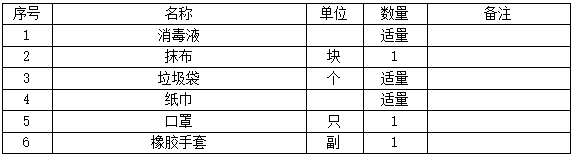 序号 名称 单位 数量 备注
1 消毒液 适量
2 抹布 块 1
3 垃圾袋 个 适量
4 纸巾 适量
5 口罩 只 1
6 橡胶手套 副 1